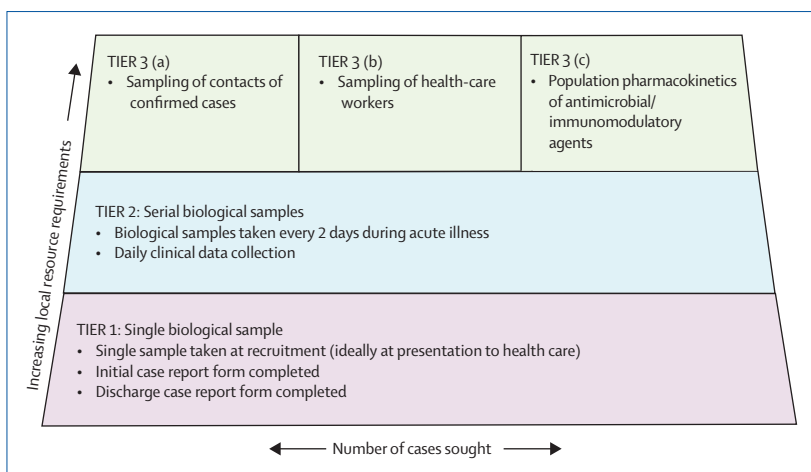 TIER 3 (a)
• Sampling of contacts of
confirmed cases
TIER 3 (b)
• Sampling of health-care
workers
TIER 3 (c)
• Population pharmacokinetics
of antimicrobial/
immunomodulatory
agents
TIER 2: Serial biological samples
• Biological samples taken every 2 days during acute illness
• Daily clinical data collection
TIER 1: Single biological sample
• Single sample taken at recruitment (ideally at presentation to health care)
• Initial case report form completed
• Discharge case report form completed
Increasing local resource requirements
Number of cases sought